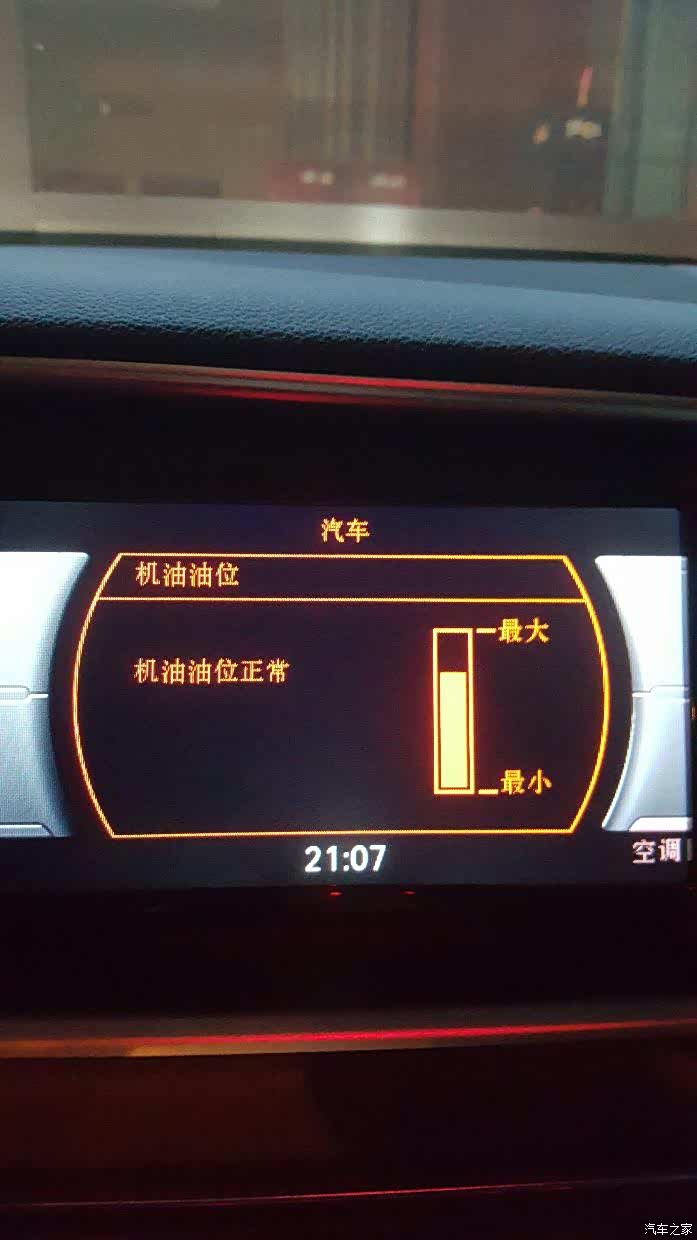 汽车
机油油位
最大
机油油位正常
最小
21:07
空调
汽车之家